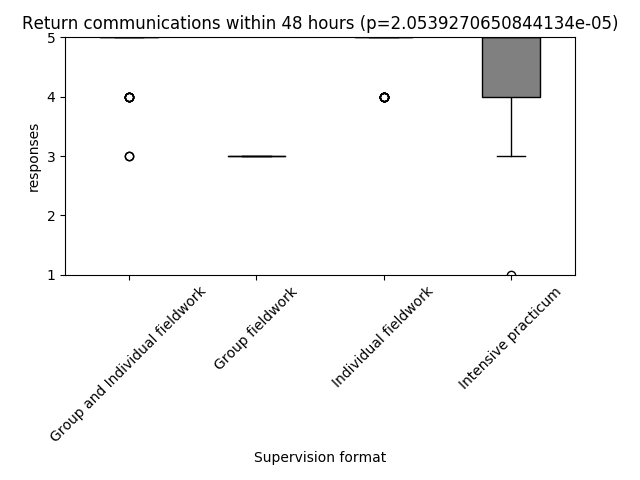 Return communications within 48 hours (p=2.0539270650844134e-05)
responses
5
4
3
2
1
Group and Individual fieldwork
Group fieldwork
Individual fieldwork
Intensive practicum
Supervision format